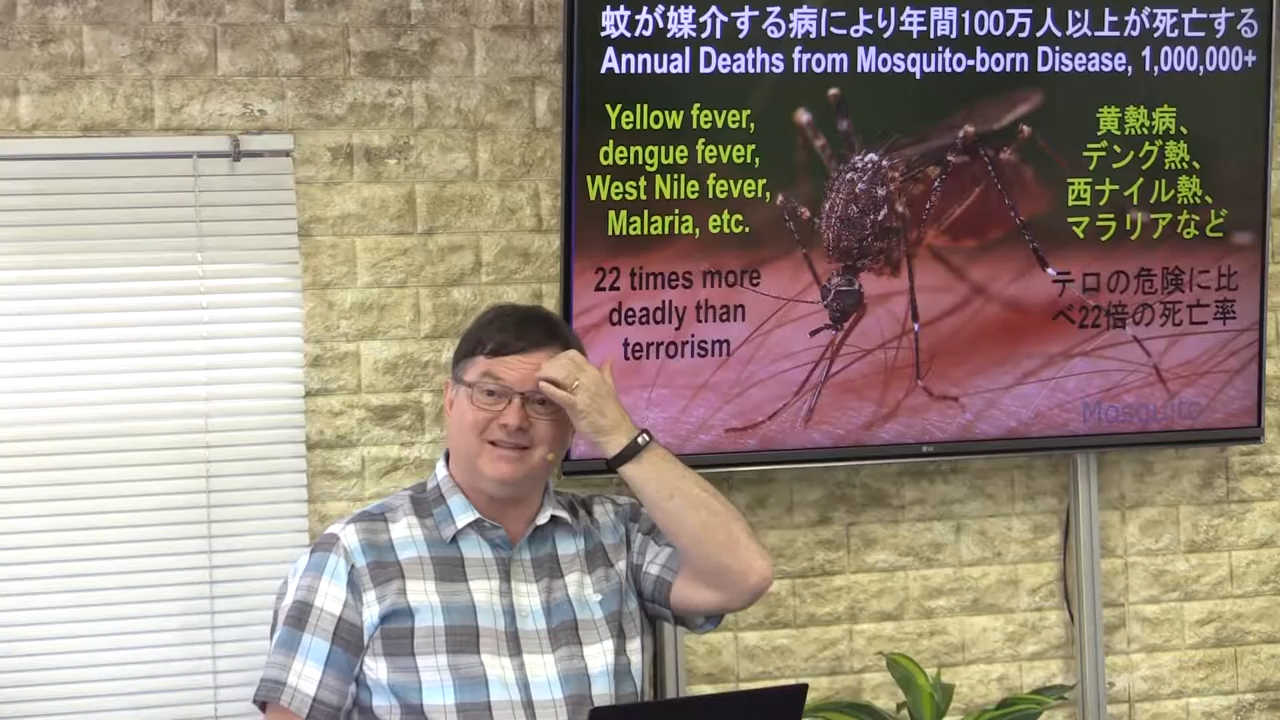 蚊が媒介する病により年間100万人以上が死亡する
Annual Deaths from Mosquito-born Disease, 1,000,000+
Yellow fever,
dengue fever,
West Nile fever,
Malaria, etc.
黄熱病、
デング熱、
西ナイル熱、
マラリアなど
22 times more
deadly than
terrorism
テロの危険に比
べ22倍の死亡率
Mosquito
LG